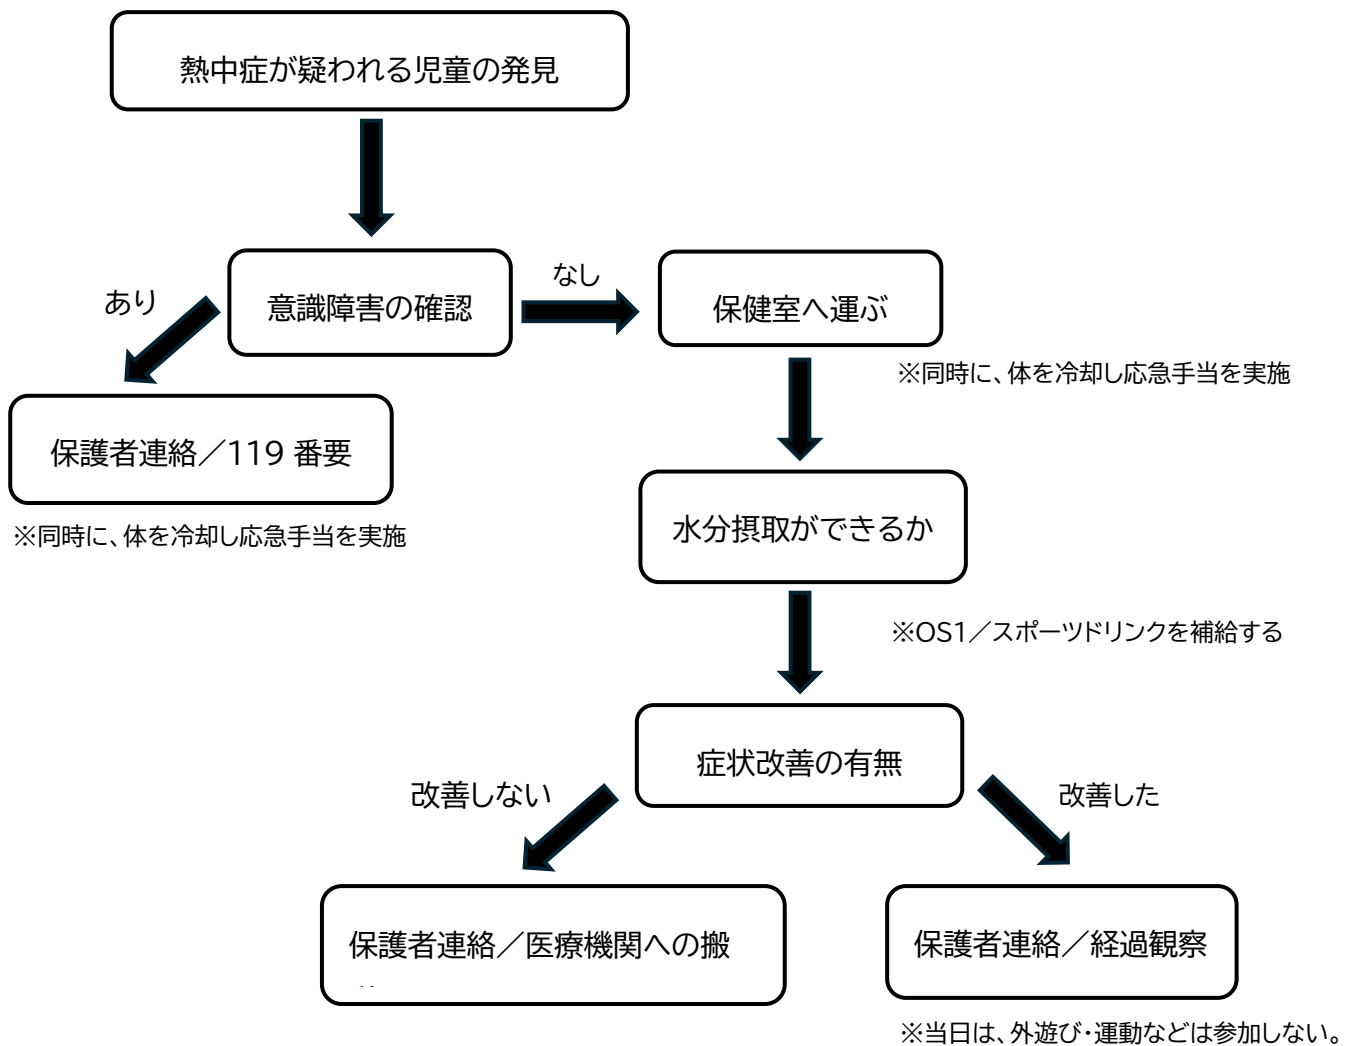 熱中症が疑われる児童の発見
意識障害の確認
あり
なし
保健室へ運ぶ
※同時に、体を冷却し応急手当を実施
保護者連絡／119 番要
※同時に、体を冷却し応急手当を実施
水分摂取ができるか
※OS1／スポーツドリンクを補給する
症状改善の有無
改善しない
改善した
保護者連絡／医療機関への搬
保護者連絡／経過観察
※当日は、外遊び・運動などは参加しない。